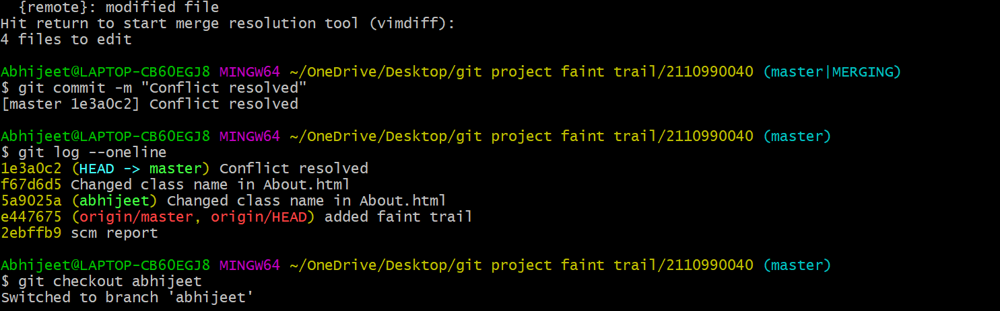 {remote}: modified file
Hit return to start merge resolution tool (vimdiff):
4 files to edit
Abhijeet@LAPTOP-CB6OEGJ8 MINGW64 ~/OneDrive/Desktop/git project faint trail/2110990040 (master|MERGING)
$ git commit -m "Conflict resolved"
[master 1e3a0c2] Conflict resolved
Abhijeet@LAPTOP-CB6OEGJ8 MINGW64 ~/OneDrive/Desktop/git project faint trail/2110990040 (master)
$ git log --oneline
1e3a0c2 (HEAD -> master) Conflict resolved
f67d6d5 Changed class name in About.html
5a9025a (abhijeet) Changed class name in About.html
e447675 (origin/master, origin/HEAD) added faint trail
2ebffb9 scm report
Abhijeet@LAPTOP-CB6OEGJ8 MINGW64 ~/OneDrive/Desktop/git project faint trail/2110990040 (master)
$ git checkout abhijeet
Switched to branch 'abhijeet'